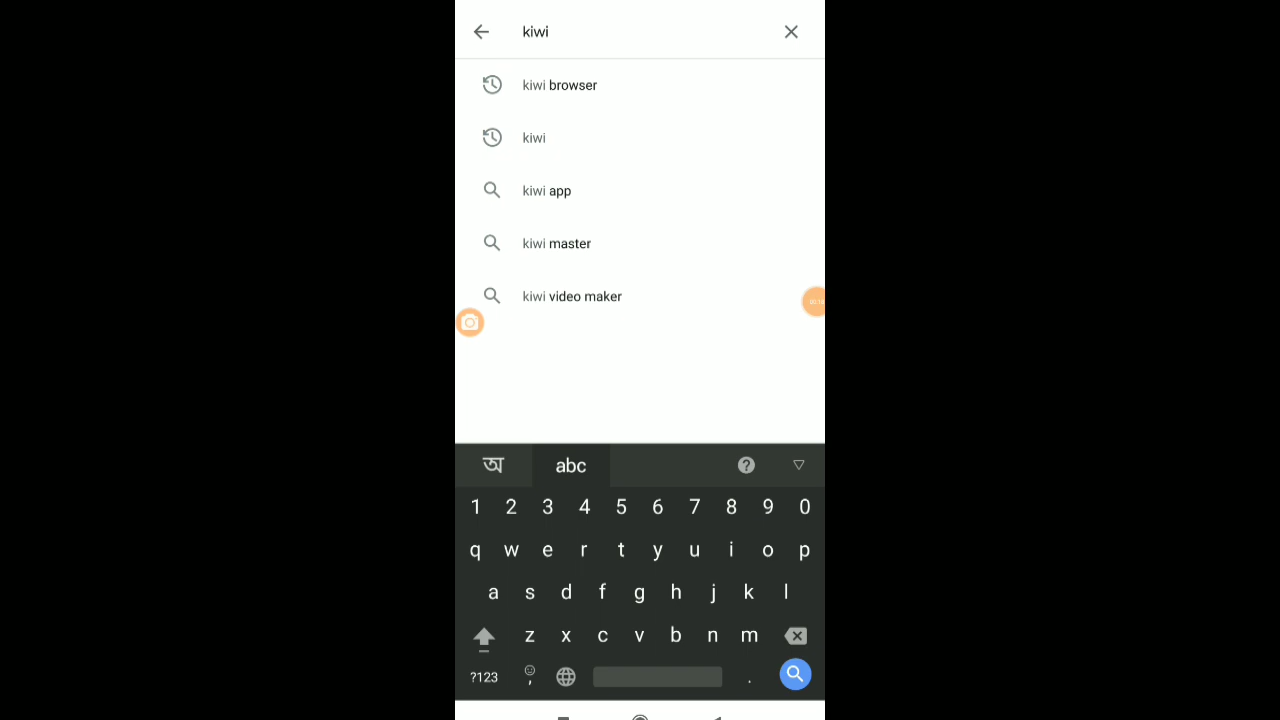 kiwi
kiwi browser
kiwi
kiwi app
kiwi master
kiwi video maker
অ abc
1 2 3 4 5 6 7 8 9 0
q w e r t y u i o p
a s d f g h j k l
z x c v b n m
?123 , .